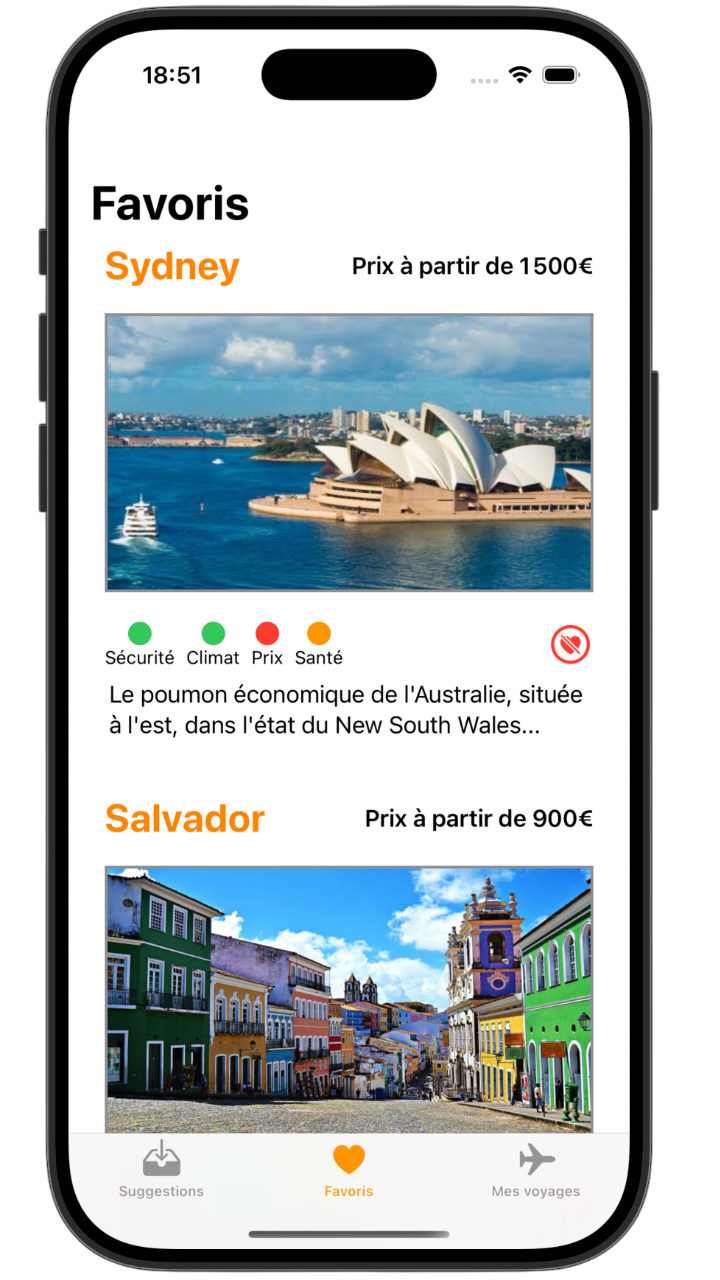 18:51
Favoris
Sydney
Prix à partir de 1500€
Sécurité Climat Prix Santé
Le poumon économique de l'Australie, située
à l'est, dans l'état du New South Wales...
Salvador
Prix à partir de 900€
Suggestions Favoris Mes voyages